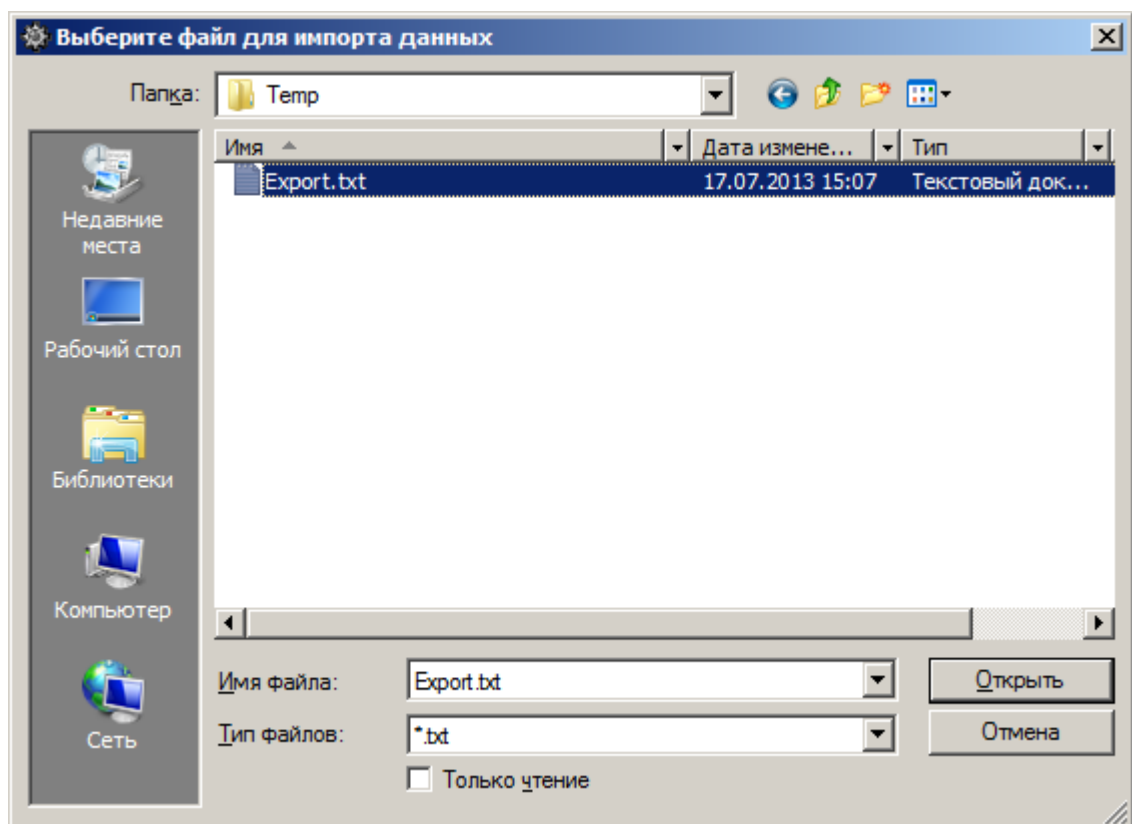 Выберите файл для импорта данных
Папка: Temp
Имя Дата измене... Тип
Export.txt 17.07.2013 15:07 Текстовый док...
Недавние
места
Рабочий стол
Библиотеки
Компьютер
Сеть
Имя файла: Export.txt Открыть
Тип файлов: *.txt Отмена
Только чтение